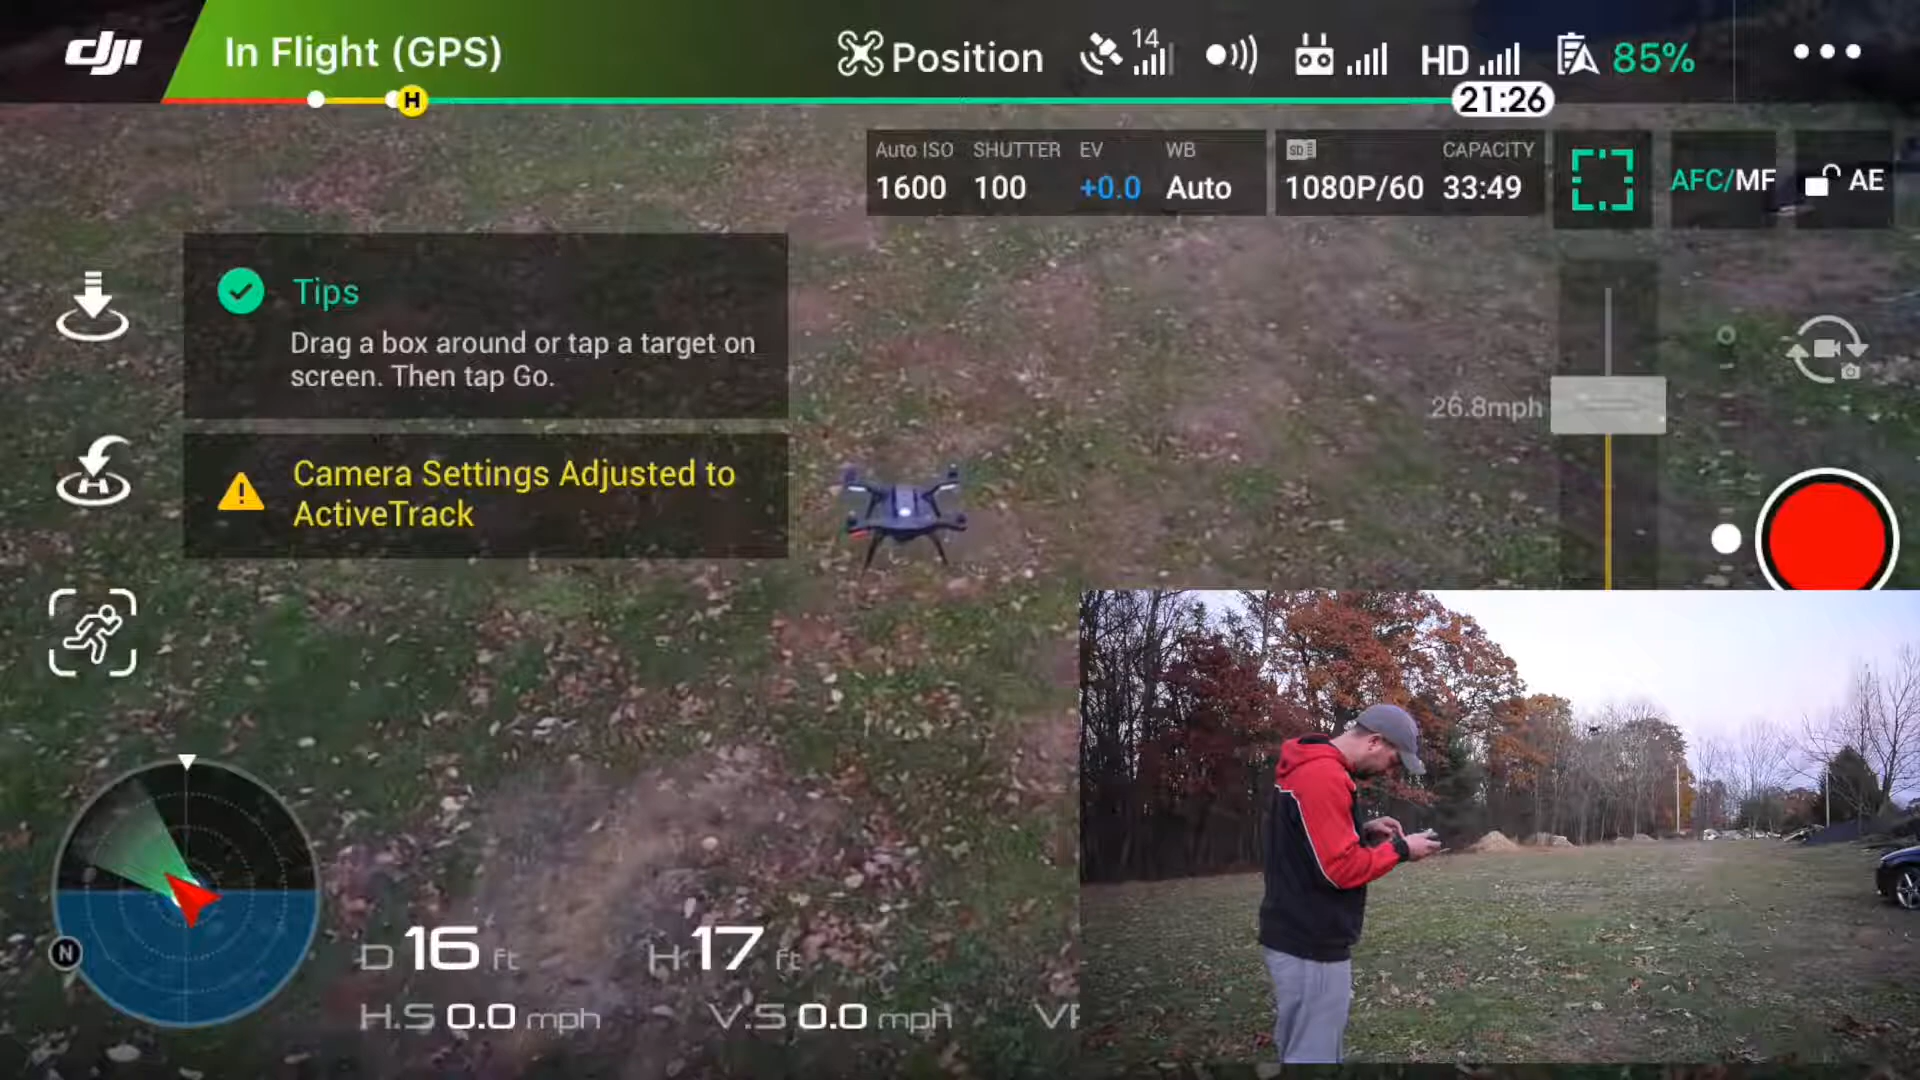 dji
In Flight (GPS)
Position
14
HD
85%
H
21:26
Auto ISO SHUTTER EV WB
1600 100 +0.0 Auto
SD CAPACITY
1080P/60 33:49
AFC/MF
AE
Tips
Drag a box around or tap a target on
screen. Then tap Go.
26.8mph
Camera Settings Adjusted to
ActiveTrack
N
D 16 ft
H 17 ft
H.S 0.0 mph
V.S 0.0 mph